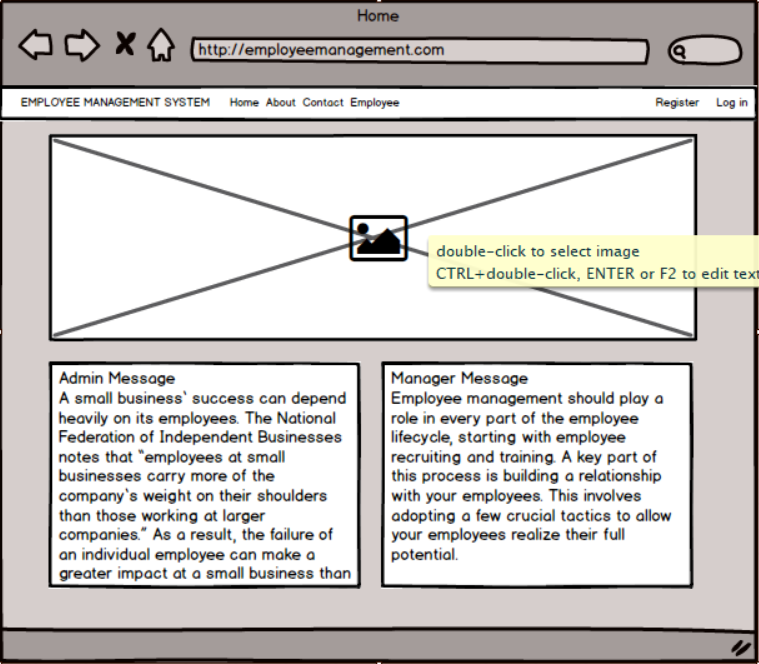 Home
http://employeemanagement.com
EMPLOYEE MANAGEMENT SYSTEM Home About Contact Employee Register Log in
double-click to select image
CTRL+double-click, ENTER or F2 to edit text
Admin Message
A small business` success can depend
heavily on its employees. The National
Federation of Independent Businesses
notes that "employees at small
businesses carry more of the
company`s weight on their shoulders
than those working at larger
companies." As a result, the failure of
an individual employee can make a
greater impact at a small business than
Manager Message
Employee management should play a
role in every part of the employee
lifecycle, starting with employee
recruiting and training. A key part of
this process is building a relationship
with your employees. This involves
adopting a few crucial tactics to allow
your employees realize their full
potential.